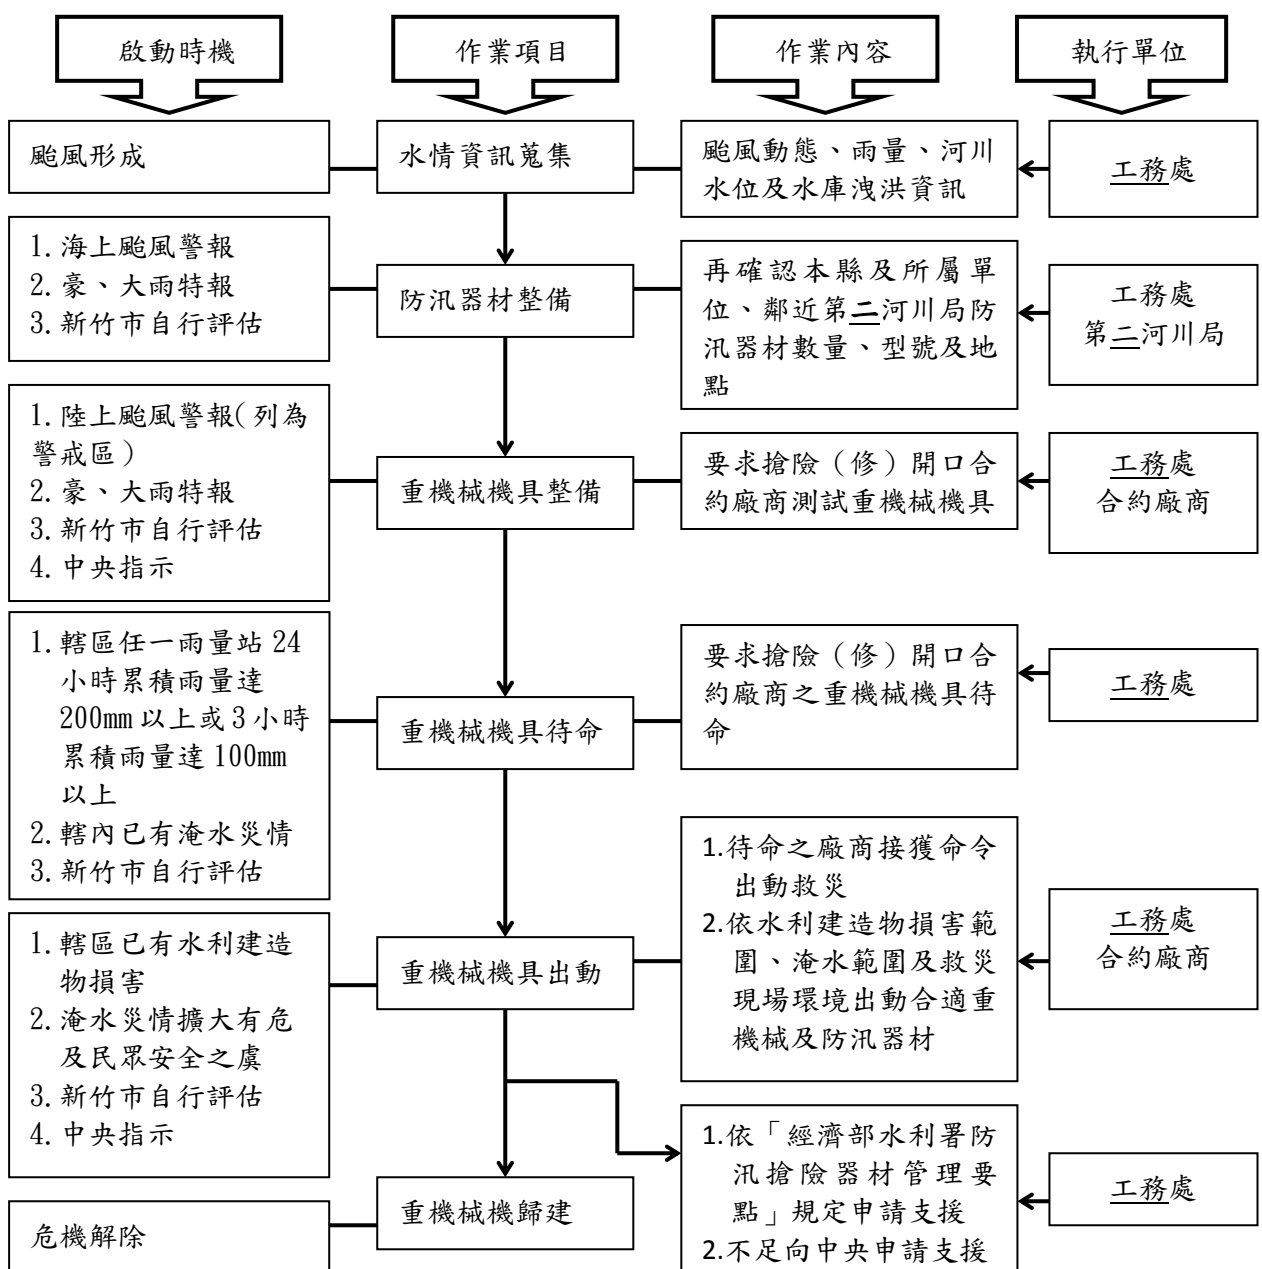 啟動時機
作業項目
作業內容
執行單位
颱風形成
水情資訊蒐集
颱風動態、雨量、河川
水位及水庫洩洪資訊
工務處
1.海上颱風警報
2.豪、大雨特報
3.新竹市自行評估
防汛器材整備
再確認本縣及所屬單
位、鄰近第二河川局防
汛器材數量、型號及地
點
工務處
第二河川局
1.陸上颱風警報(列為
警戒區)
2.豪、大雨特報
3.新竹市自行評估
4.中央指示
重機械機具整備
要求搶險（修）開口合
約廠商測試重機械機具
工務處
合約廠商
1.轄區任一雨量站 24
小時累積雨量達
200mm 以上或 3 小時
累積雨量達 100mm
以上
2.轄內已有淹水災情
3.新竹市自行評估
重機械機具待命
要求搶險（修）開口合
約廠商之重機械機具待
命
工務處
1.轄區已有水利建造
物損害
2.淹水災情擴大有危
及民眾安全之虞
3.新竹市自行評估
4.中央指示
重機械機具出動
1.待命之廠商接獲命令
出動救災
2.依水利建造物損害範
圍、淹水範圍及救災
現場環境出動合適重
機械及防汛器材
工務處
合約廠商
危機解除
重機械機歸建
1.依「經濟部水利署防
汛搶險器材管理要
點」規定申請支援
2.不足向中央申請支援
工務處